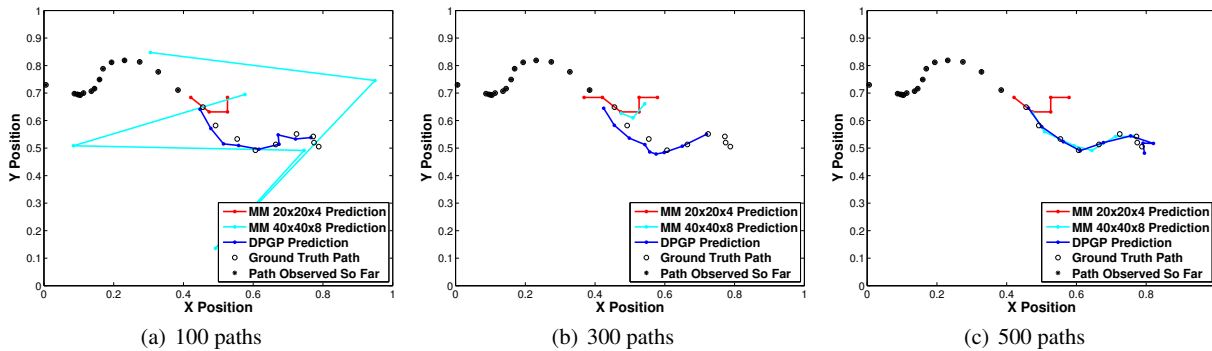 1
0.9
0.8
0.7
0.6
0.5
0.4
0.3
0.2
0.1
0
0 0.2 0.4 0.6 0.8 1
Y Position
X Position
MM 20x20x4 Prediction
MM 40x40x8 Prediction
DPGP Prediction
Ground Truth Path
Path Observed So Far
(a) 100 paths
1
0.9
0.8
0.7
0.6
0.5
0.4
0.3
0.2
0.1
0
0 0.2 0.4 0.6 0.8 1
Y Position
X Position
MM 20x20x4 Prediction
MM 40x40x8 Prediction
DPGP Prediction
Ground Truth Path
Path Observed So Far
(b) 300 paths
1
0.9
0.8
0.7
0.6
0.5
0.4
0.3
0.2
0.1
0
0 0.2 0.4 0.6 0.8 1
Y Position
X Position
MM 20x20x4 Prediction
MM 40x40x8 Prediction
DPGP Prediction
Ground Truth Path
Path Observed So Far
(c) 500 paths